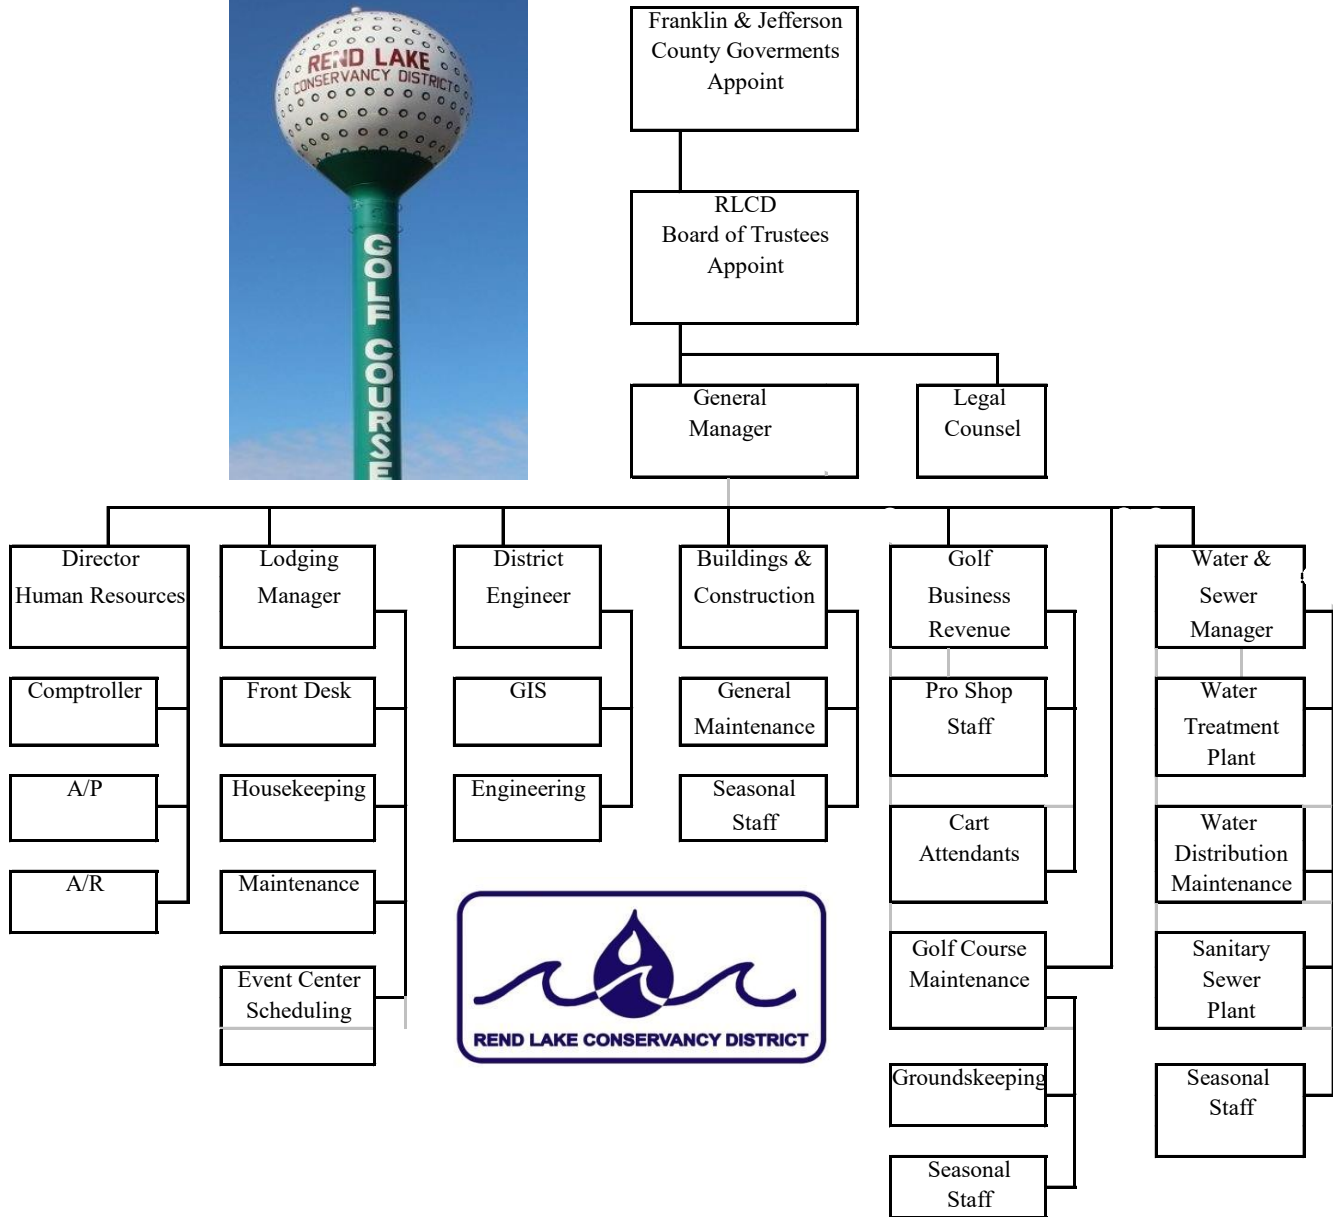 REND LAKE
CONSERVANCY DISTRICT
GOLF COURSE
Franklin & Jefferson
County Goverments
Appoint
RLCD
Board of Trustees
Appoint
General
Manager
Legal
Counsel
Director
Human Resources
Lodging
Manager
District
Engineer
Buildings &
Construction
Golf
Business
Revenue
Water &
Sewer
Manager
Comptroller
Front Desk
GIS
General
Maintenance
Pro Shop
Staff
Water
Treatment
Plant
A/P
Housekeeping
Engineering
Seasonal
Staff
Cart
Attendants
Water
Distribution
Maintenance
A/R
Maintenance
Golf Course
Maintenance
Sanitary
Sewer
Plant
Event Center
Scheduling
REND LAKE CONSERVANCY DISTRICT
Groundskeeping
Seasonal
Staff
Seasonal
Staff